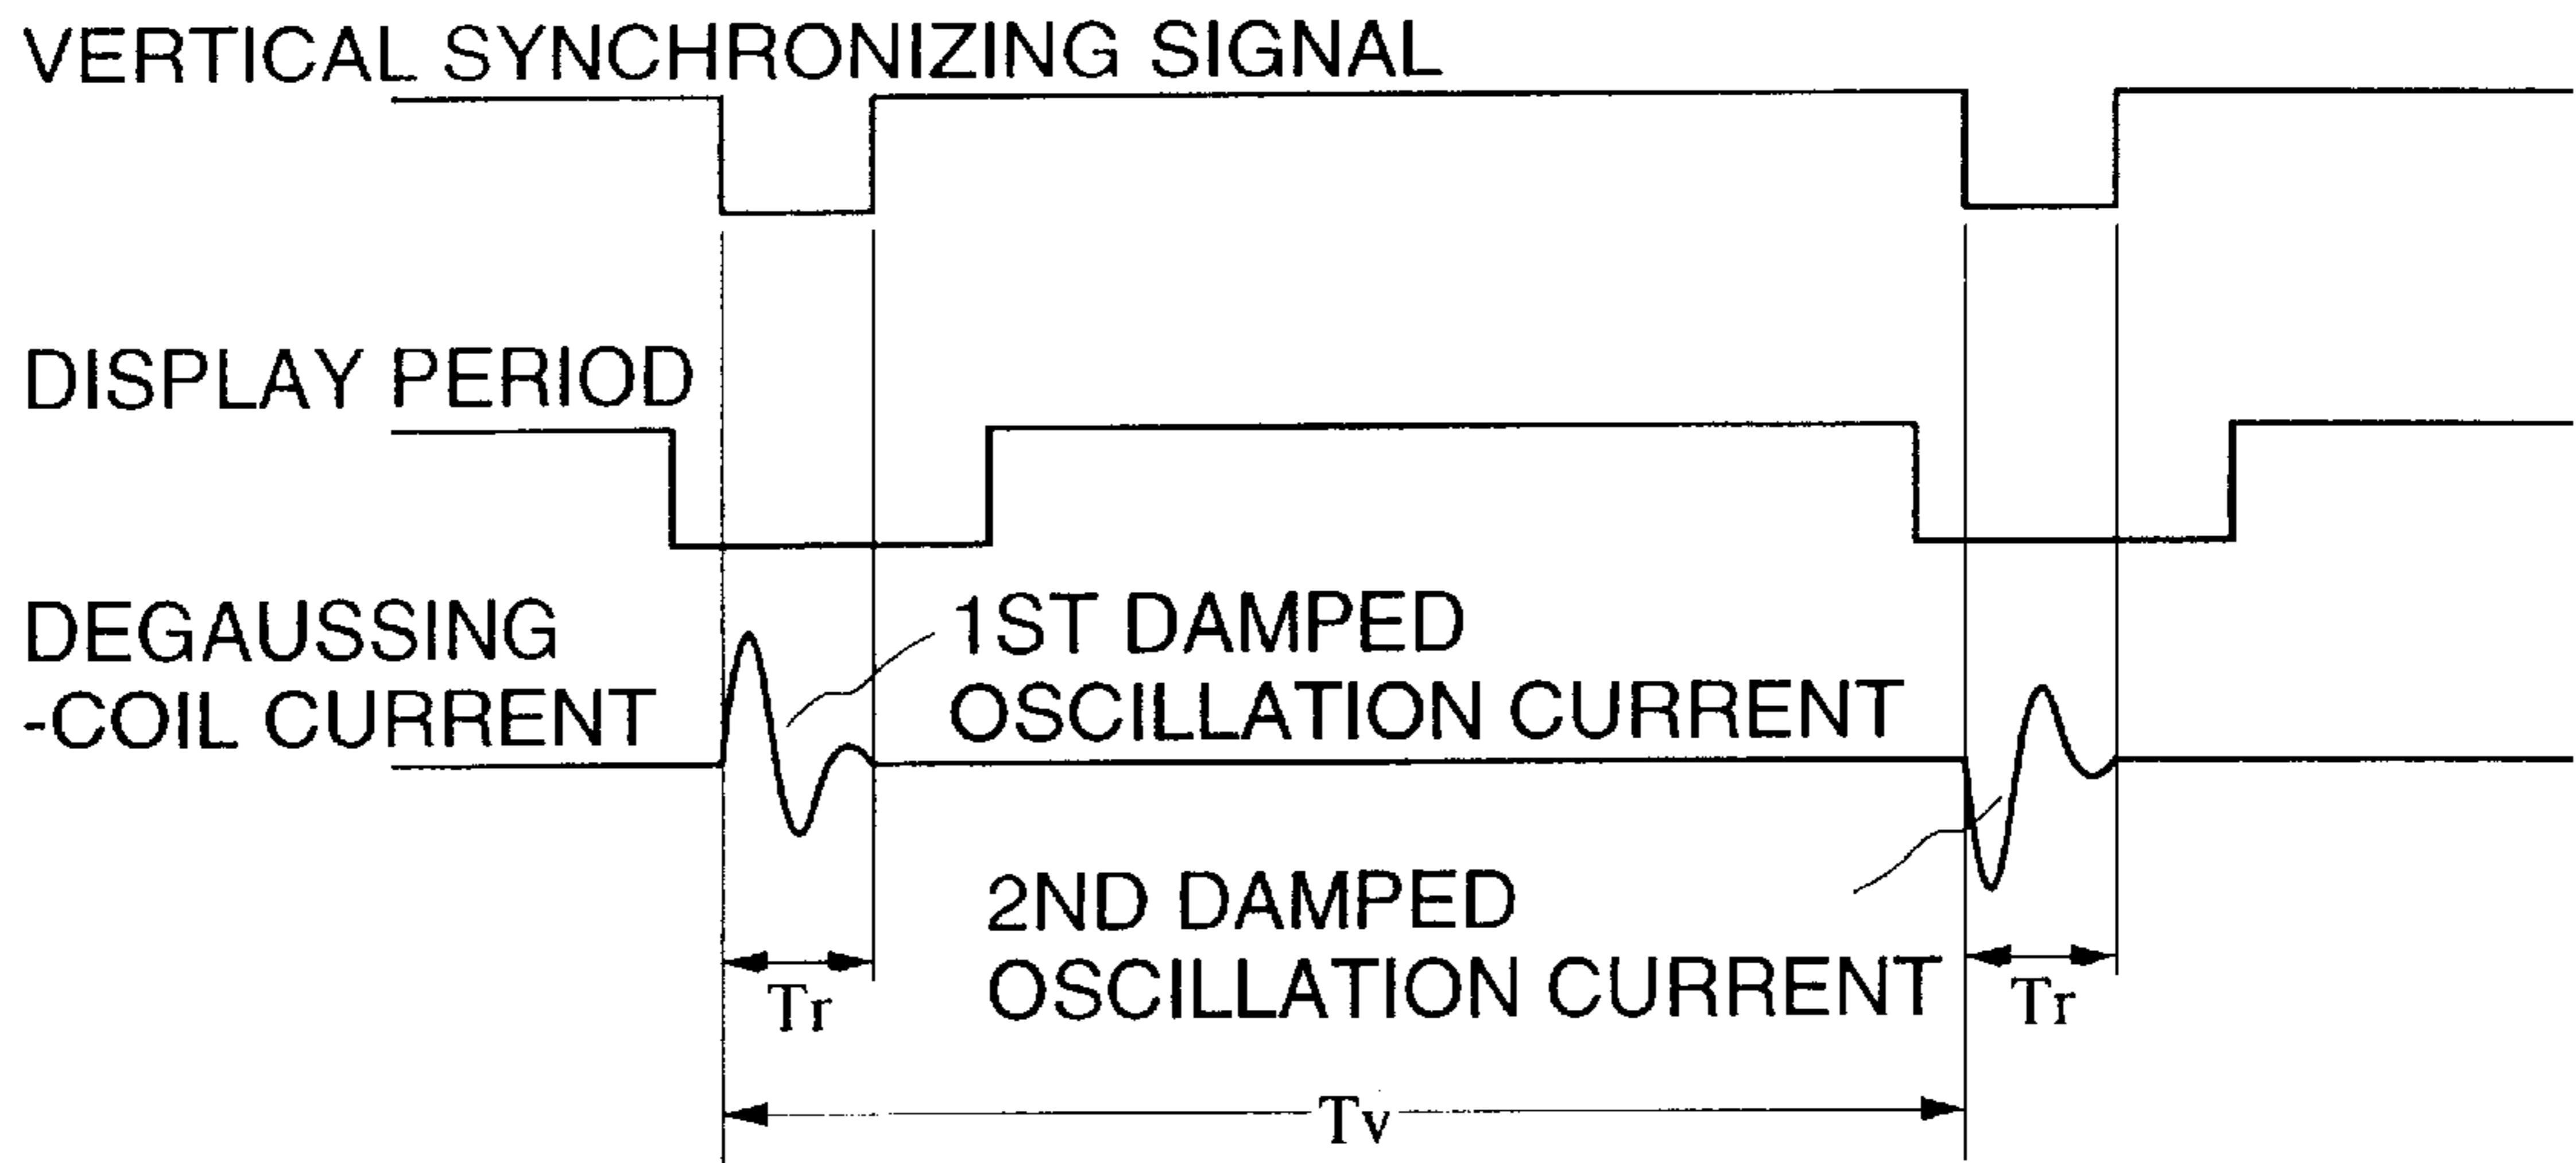 VERTICAL SYNCHRONIZING SIGNAL
DISPLAY PERIOD
DEGAUSSING
-COIL CURRENT
1ST DAMPED
OSCILLATION CURRENT
2ND DAMPED
OSCILLATION CURRENT
Tr
Tr
Tv